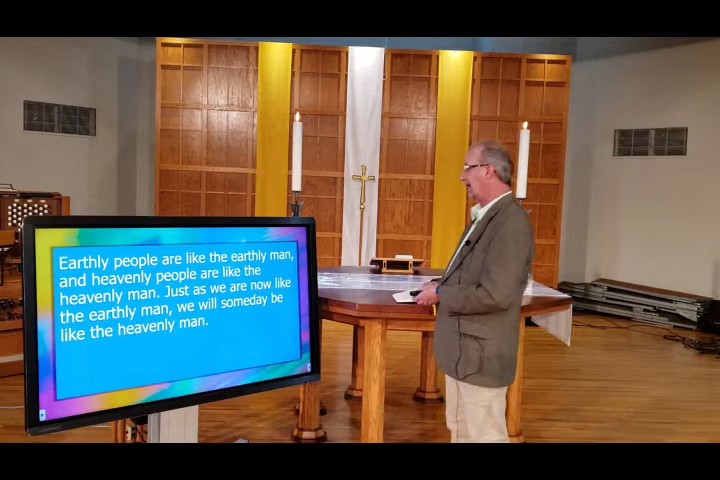 Earthly people are like the earthly man,
and heavenly people are like the
heavenly man. Just as we are now like
the earthly man, we will someday be
like the heavenly man.